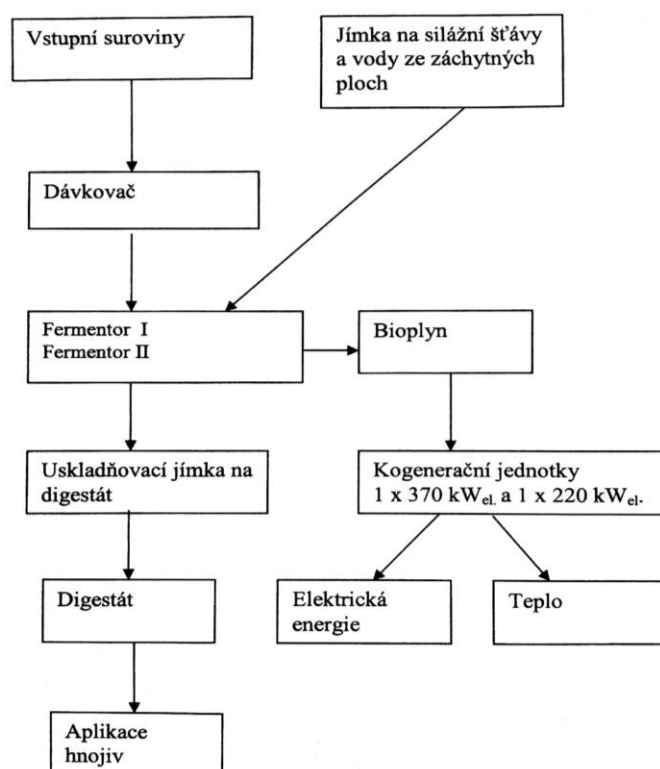 Vstupní suroviny
Jímka na silážní šťávy
a vody ze záchytných
ploch
Dávkovač
Fermentor I
Fermentor II
Bioplyn
Uskladňovací jímka na
digestát
Kogenerační jednotky
1 x 370 kWel. a 1 x 220 kWel.
Digestát
Elektrická
energie
Teplo
Aplikace
hnojiv